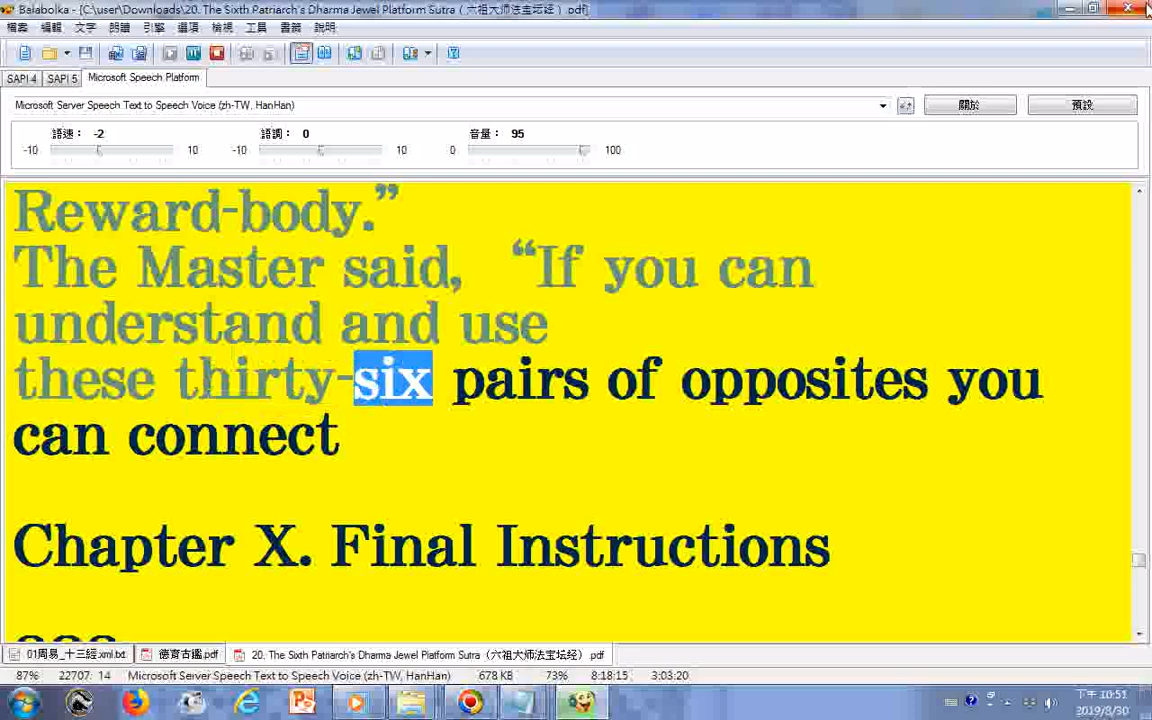 Balabolka - [C:\user\Downloads\20. The Sixth Patriarch's Dharma Jewel Platform Sutra（六祖大师法宝坛经）pdf]
檔案 編輯 文字 朗讀 引擎 選項 檢視 工具 書籤 說明
SAPI 4 SAPI 5 Microsoft Speech Platform
Microsoft Server Speech Text to Speech Voice (zh-TW, HanHan)
關於 預設
語速： -2 語調： 0 音量： 95
-10 10 -10 10 0 100
Reward-body.”
The Master said, “If you can
understand and use
these thirty-six pairs of opposites you
can connect
Chapter X. Final Instructions
01周易_十三經.xml.txt 德育古鑑.pdf 20. The Sixth Patriarch's Dharma Jewel Platform Sutra（六祖大师法宝坛经）pdf
87% 22707: 14 Microsoft Server Speech Text to Speech Voice (zh-TW, HanHan) 678 KB 73% 8:18:15 3:03:20
下午 10:51
2019/8/30